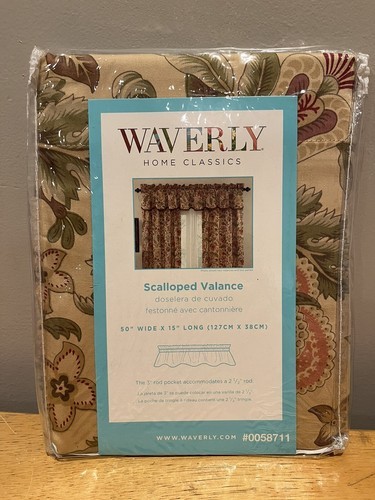 WAVERLY
HOME CLASSICS
Scalloped Valance
doselera de cuvado
festonné avec cantonnière
50" WIDE X 15" LONG (127CM X 38CM)
The 3" rod pocket accommodates a 2 ½" rod
WWW.WAVERLY.COM #0058711